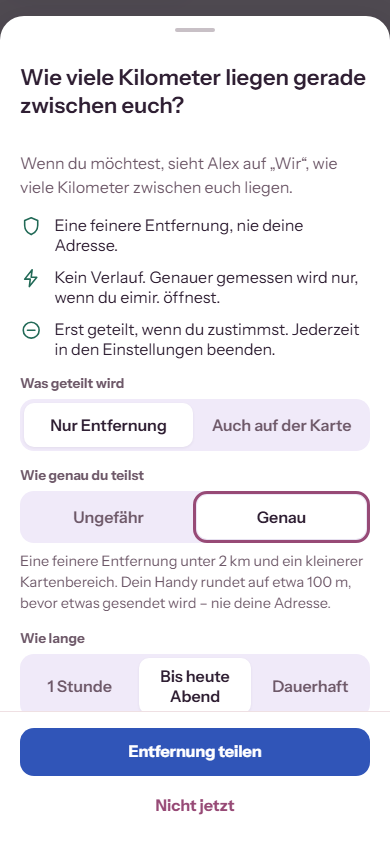 Wie viele Kilometer liegen gerade
zwischen euch?
Wenn du möchtest, sieht Alex auf „Wir“, wie
viele Kilometer zwischen euch liegen.
Eine feinere Entfernung, nie deine
Adresse.
Kein Verlauf. Genauer gemessen wird nur,
wenn du eimir. öffnest.
Erst geteilt, wenn du zustimmst. Jederzeit
in den Einstellungen beenden.
Was geteilt wird
Nur Entfernung
Auch auf der Karte
Wie genau du teilst
Ungefähr
Genau
Eine feinere Entfernung unter 2 km und ein kleinerer
Kartenbereich. Dein Handy rundet auf etwa 100 m,
bevor etwas gesendet wird – nie deine Adresse.
Wie lange
1 Stunde
Bis heute
Abend
Dauerhaft
Entfernung teilen
Nicht jetzt